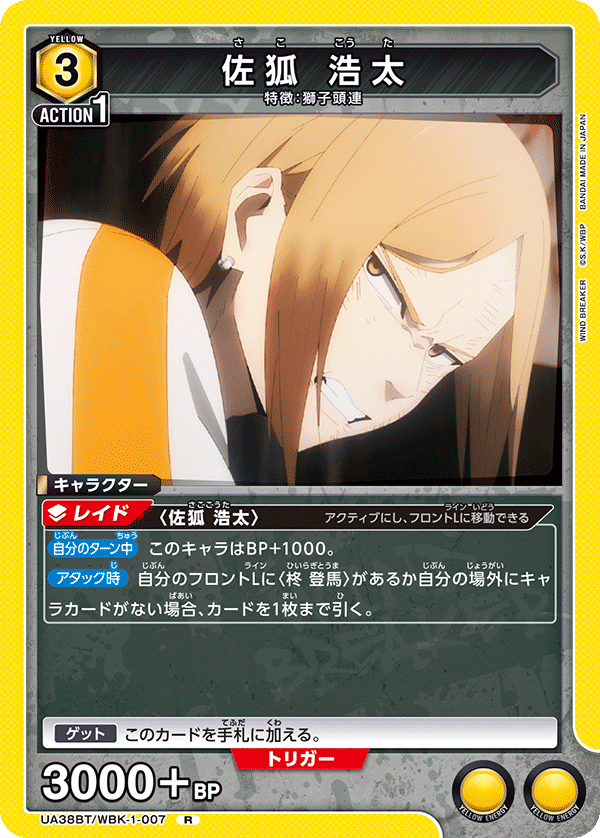 YELLOW
3
ACTION 1
さ こ こう た
佐狐 浩太
特徴:獅子頭連
WIND BREAKER ©S.K/WBP BANDAI MADE IN JAPAN
キャラクター
レイド
さ こ こう た
〈佐狐 浩太〉
ライン いどう
アクティブにし、フロントLに移動できる
じぶん ちゅう
自分のターン中 このキャラはBP+1000。
じ じぶん ライン ひいらぎとうま じぶん じょうがい
アタック時 自分のフロントLに〈柊 登馬〉があるか自分の場外にキャ
ばあい まい ひ
ラカードがない場合、カードを1枚まで引く。
てふだ くわ
ゲット このカードを手札に加える。
トリガー
3000+BP
YELLOW ENERGY YELLOW ENERGY
UA38BT/WBK-1-007 R